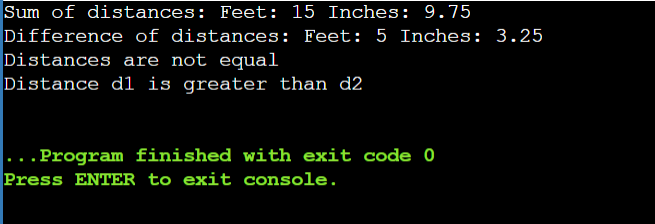 Sum of distances: Feet: 15 Inches: 9.75
Difference of distances: Feet: 5 Inches: 3.25
Distances are not equal
Distance d1 is greater than d2
...Program finished with exit code 0
Press ENTER to exit console.